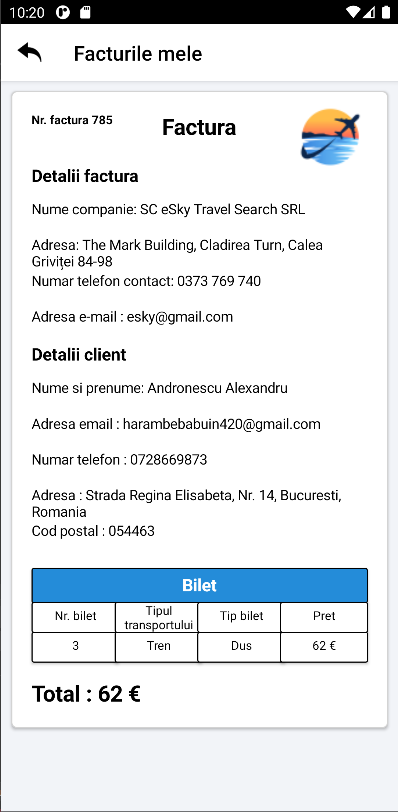 10:20
Facturile mele
Nr. factura 785
Factura
Detalii factura
Nume companie: SC eSky Travel Search SRL
Adresa: The Mark Building, Cladirea Turn, Calea
Griviței 84-98
Numar telefon contact: 0373 769 740
Adresa e-mail : esky@gmail.com
Detalii client
Nume si prenume: Andronescu Alexandru
Adresa email : harambebabuin420@gmail.com
Numar telefon : 0728669873
Adresa : Strada Regina Elisabeta, Nr. 14, Bucuresti,
Romania
Cod postal : 054463
Bilet
Nr. bilet Tipul transportului Tip bilet Pret
3 Tren Dus 62 €
Total : 62 €